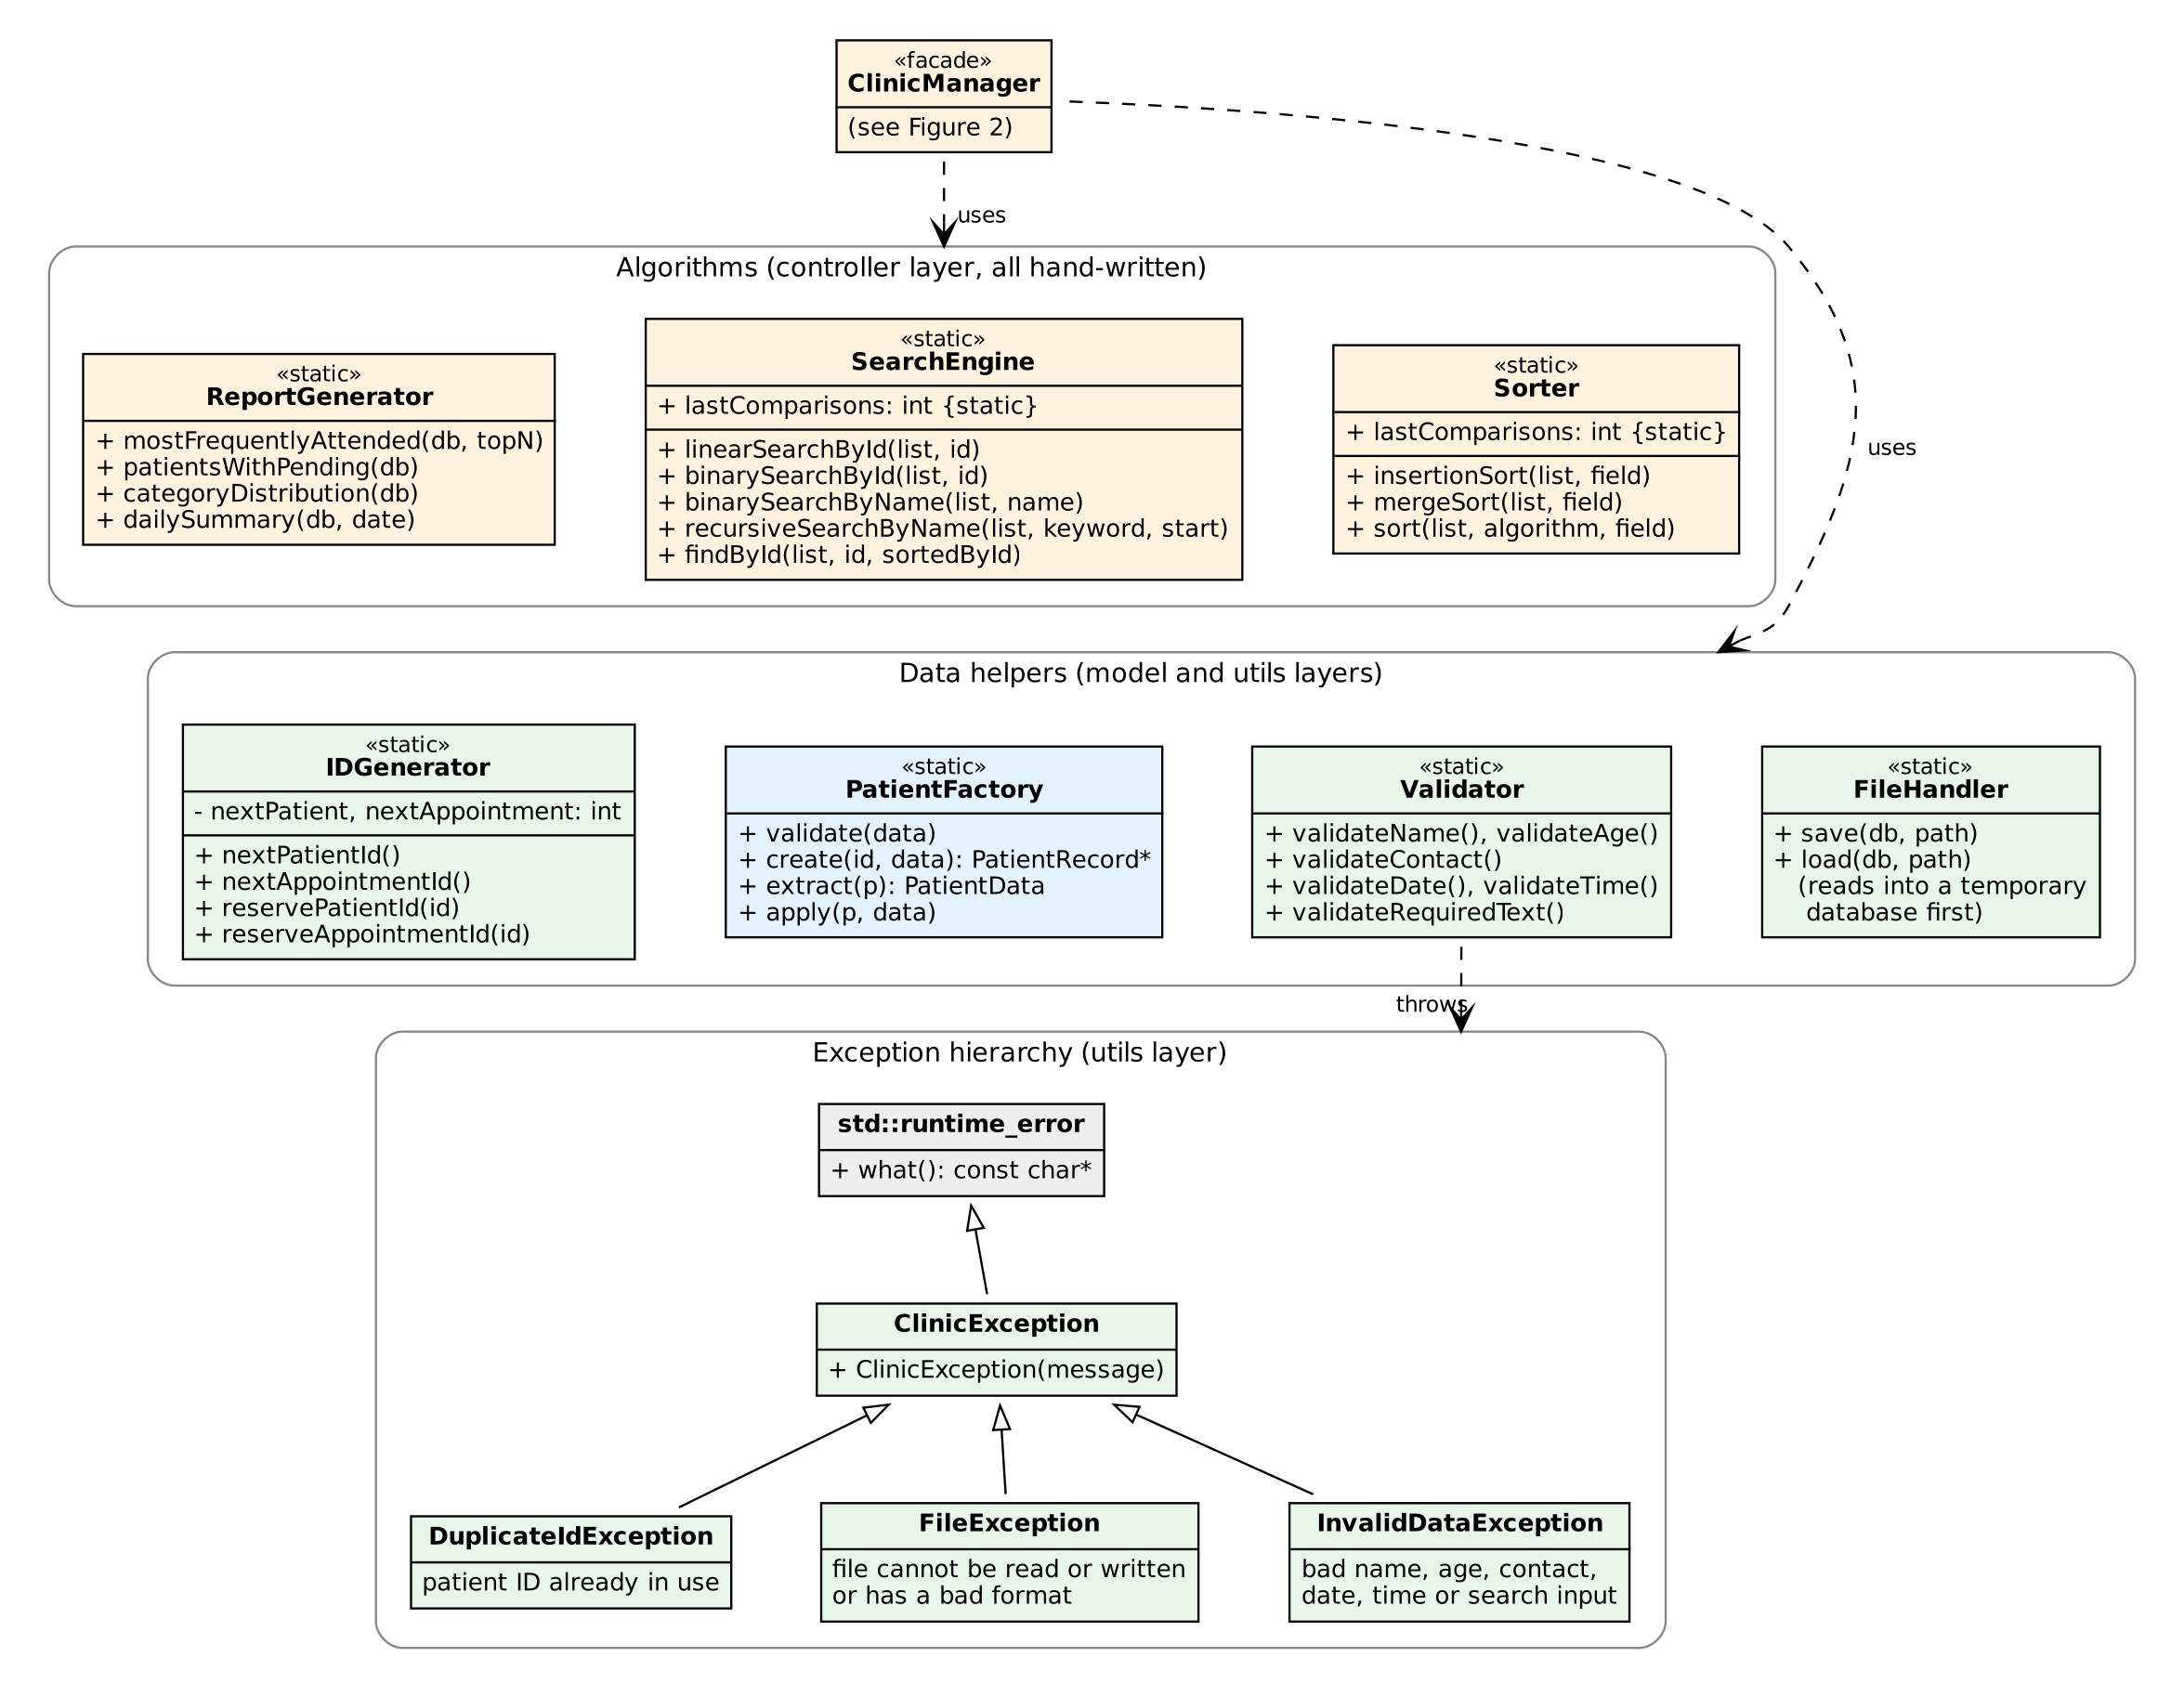 «facade»
ClinicManager
(see Figure 2)
uses
Algorithms (controller layer, all hand-written)
«static»
ReportGenerator
+ mostFrequentlyAttended(db, topN)
+ patientsWithPending(db)
+ categoryDistribution(db)
+ dailySummary(db, date)
«static»
SearchEngine
+ lastComparisons: int {static}
+ linearSearchById(list, id)
+ binarySearchById(list, id)
+ binarySearchByName(list, name)
+ recursiveSearchByName(list, keyword, start)
+ findById(list, id, sortedById)
«static»
Sorter
+ lastComparisons: int {static}
+ insertionSort(list, field)
+ mergeSort(list, field)
+ sort(list, algorithm, field)
uses
Data helpers (model and utils layers)
«static»
IDGenerator
- nextPatient, nextAppointment: int
+ nextPatientId()
+ nextAppointmentId()
+ reservePatientId(id)
+ reserveAppointmentId(id)
«static»
PatientFactory
+ validate(data)
+ create(id, data): PatientRecord*
+ extract(p): PatientData
+ apply(p, data)
«static»
Validator
+ validateName(), validateAge()
+ validateContact()
+ validateDate(), validateTime()
+ validateRequiredText()
«static»
FileHandler
+ save(db, path)
+ load(db, path)
(reads into a temporary
database first)
throws
Exception hierarchy (utils layer)
std::runtime_error
+ what(): const char*
ClinicException
+ ClinicException(message)
DuplicateIdException
patient ID already in use
FileException
file cannot be read or written
or has a bad format
InvalidDataException
bad name, age, contact,
date, time or search input